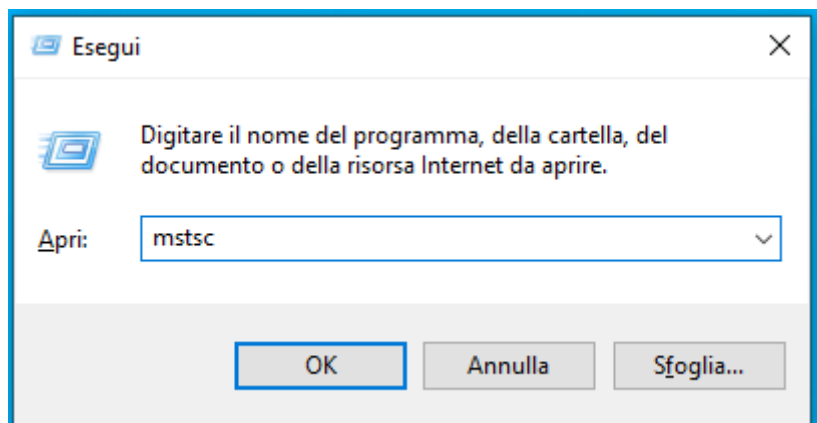 Esegui
Digitare il nome del programma, della cartella, del
documento o della risorsa Internet da aprire.
Apri: mstsc
OK Annulla Sfoglia...